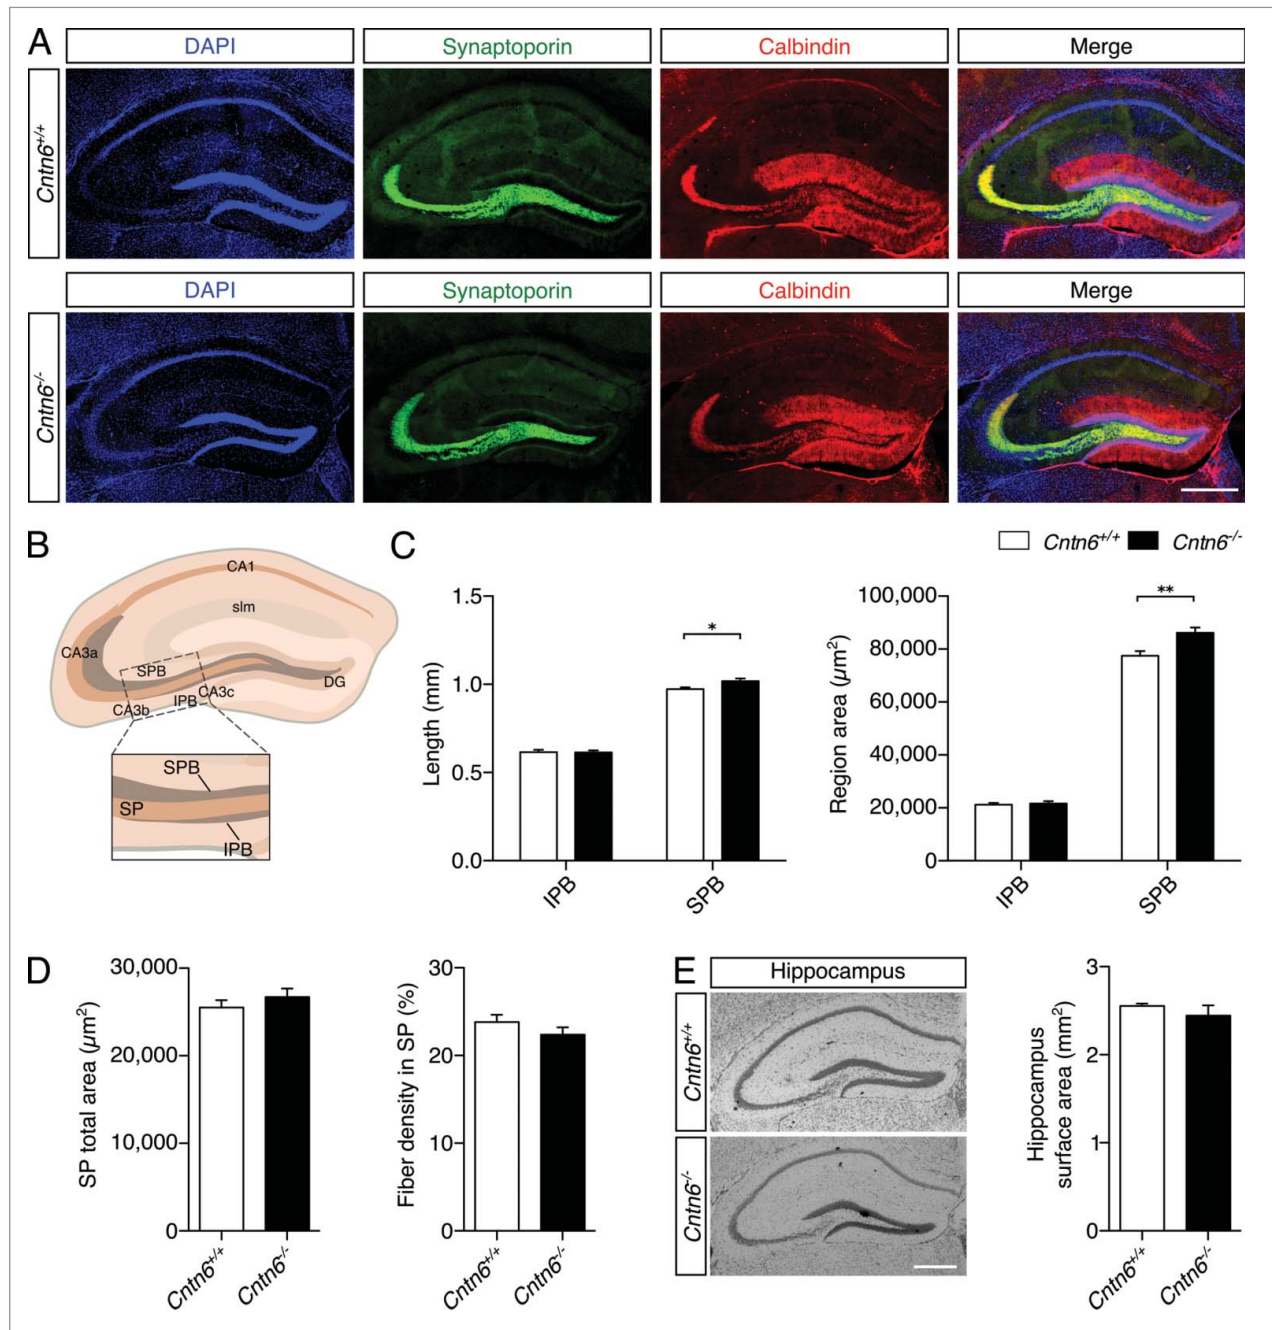 A
DAPI Synaptoporin Calbindin Merge
Cntn6+/+
DAPI Synaptoporin Calbindin Merge
Cntn6-/-
B
CA1
slm
CA3a
SPB
DG
CA3c
IPB
CA3b
SPB
SP
IPB
C
Cntn6+/+ Cntn6-/-
Length (mm)
1.5
1.0
0.5
0.0
*
IPB SPB
Region area (µm2)
100,000
80,000
60,000
40,000
20,000
0
**
IPB SPB
D
SP total area (µm2)
30,000
20,000
10,000
0
Cntn6+/+ Cntn6-/-
Fiber density in SP (%)
30
20
10
0
Cntn6+/+ Cntn6-/-
E
Hippocampus
Cntn6+/+
Cntn6-/-
Hippocampus
surface area (mm2)
3
2
1
0
Cntn6+/+ Cntn6-/-